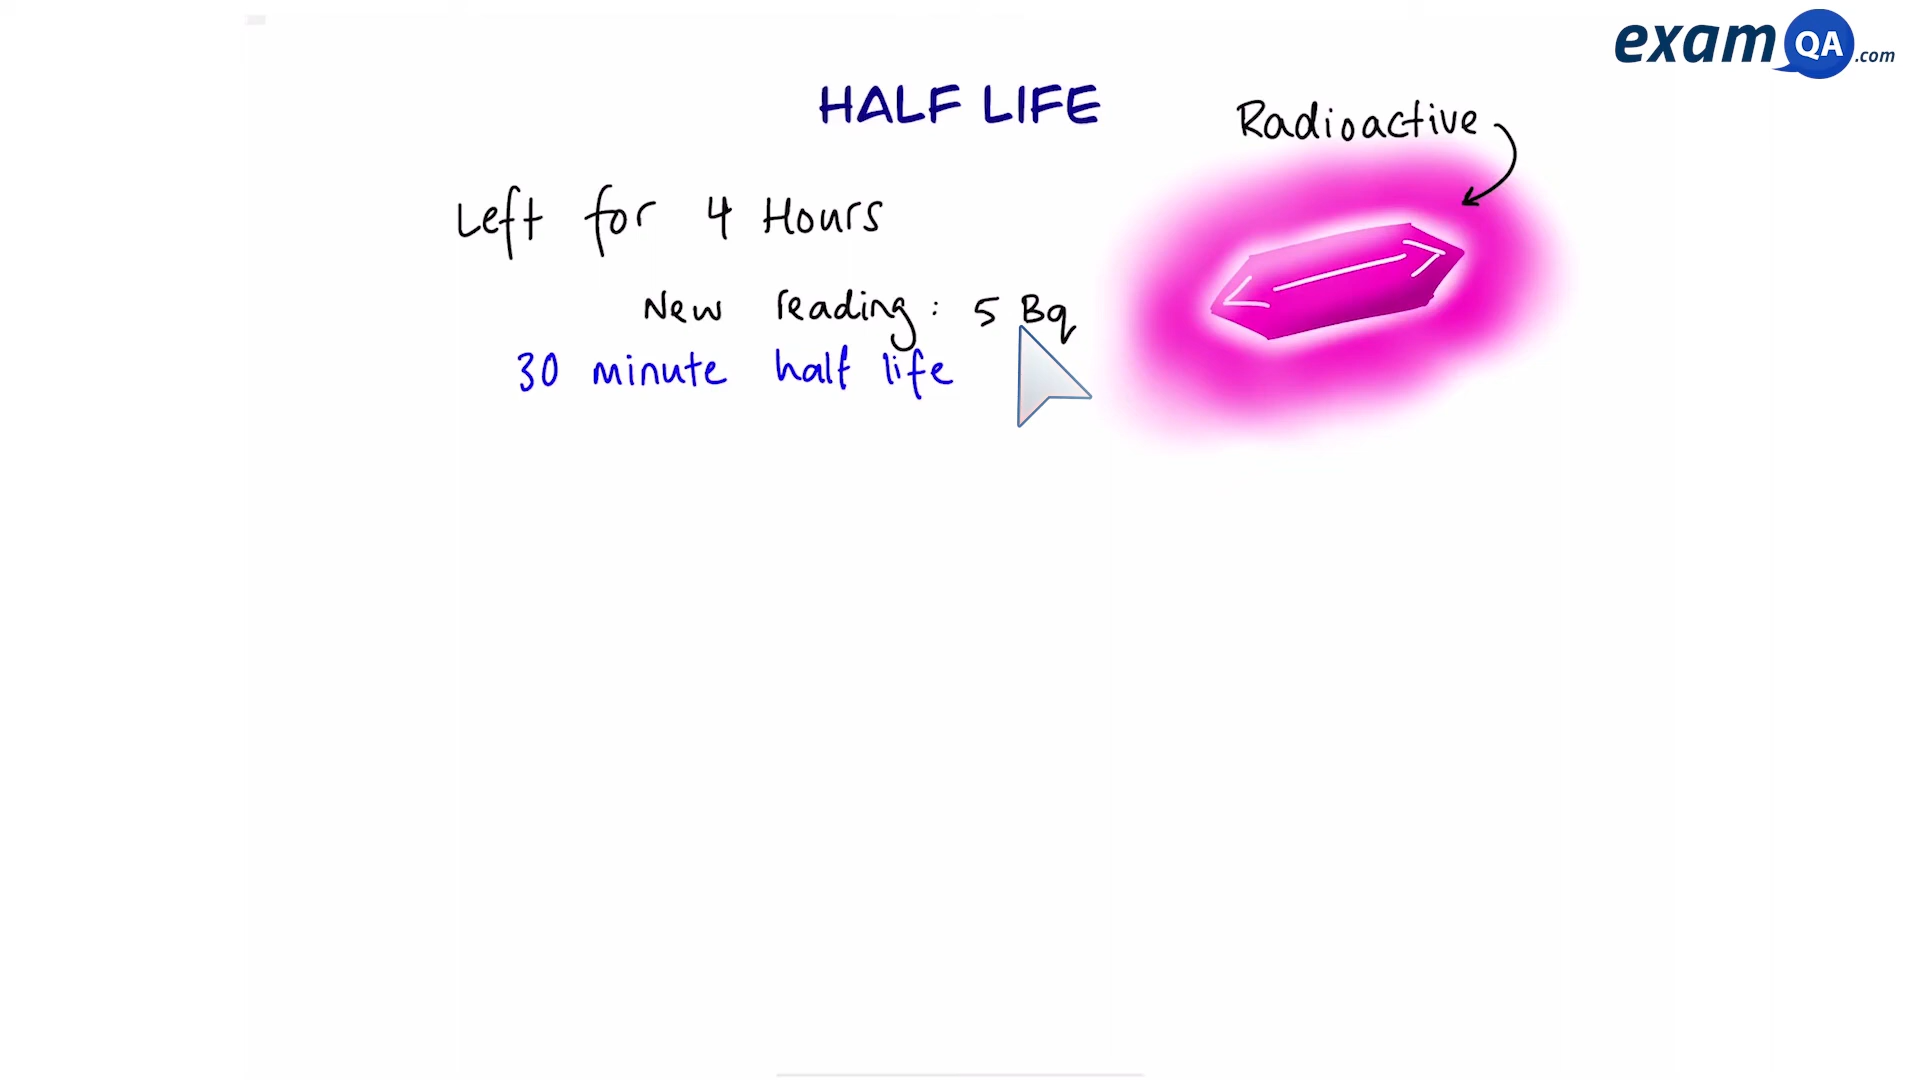 examQA.com
HALF LIFE
Radioactive
Left for 4 Hours
New reading: 5 Bq
30 minute half life